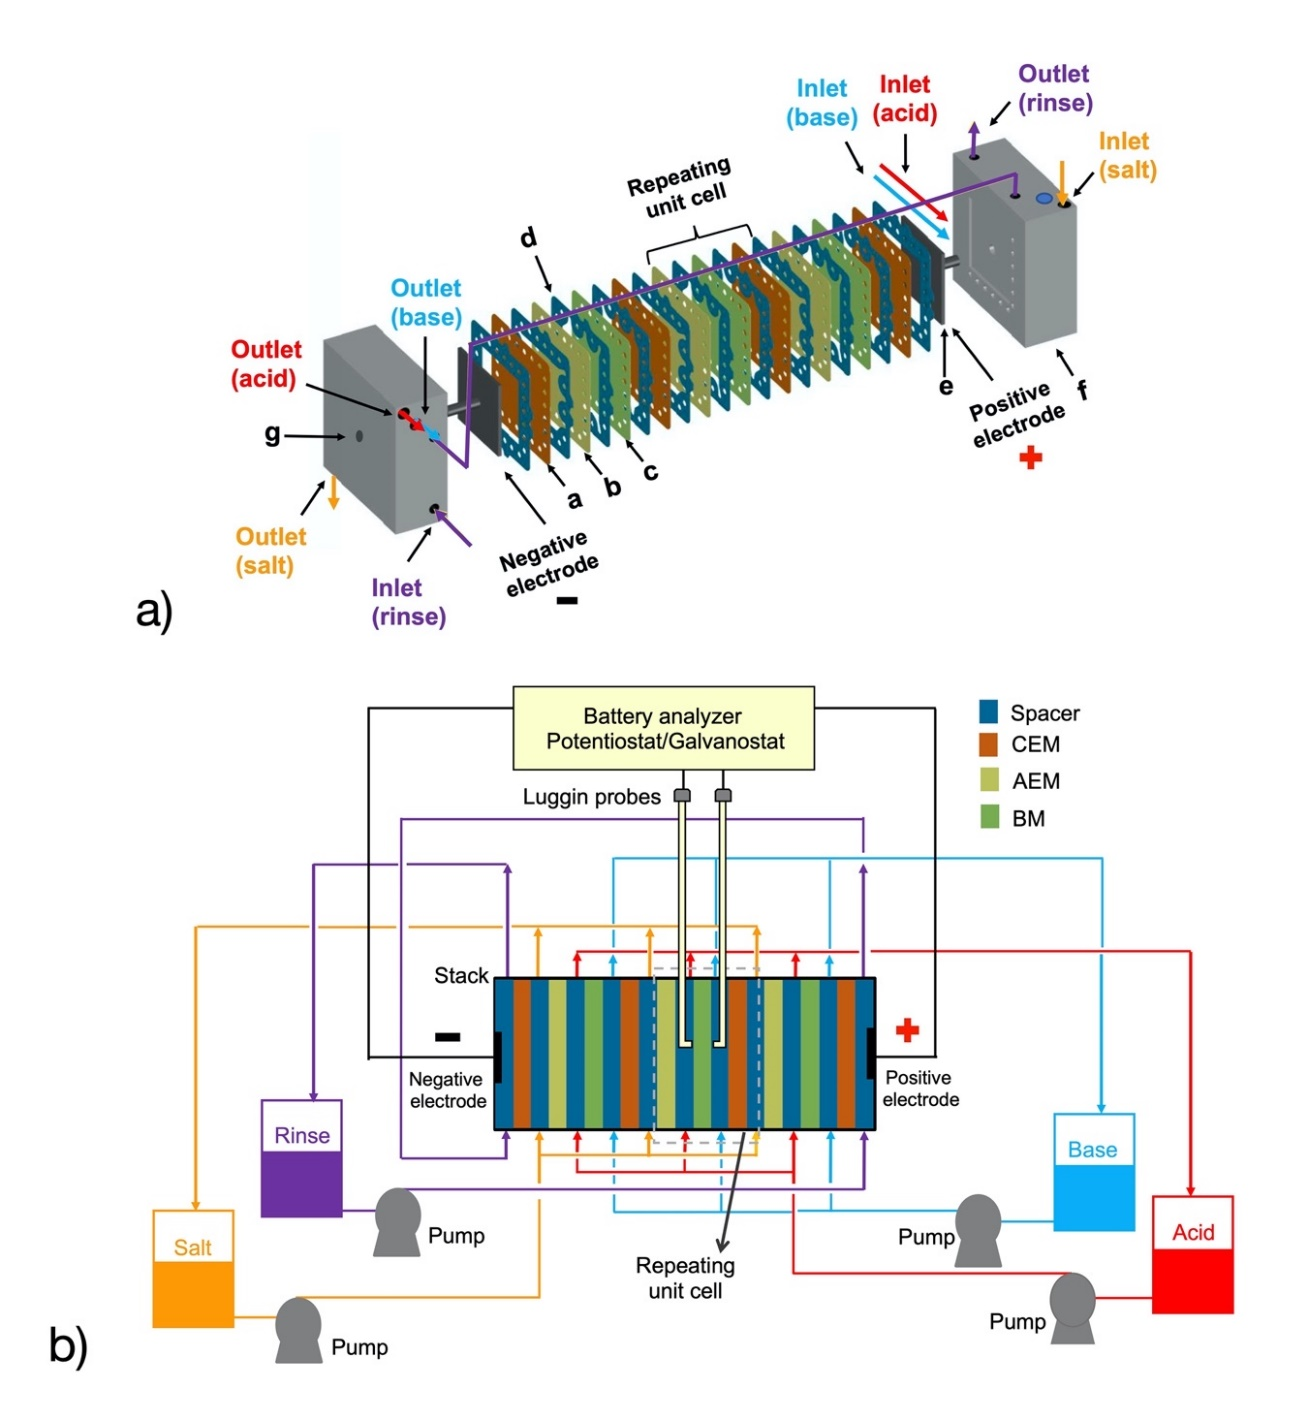 Outlet
(rinse)
Inlet
(base)
Inlet
(acid)
Inlet
(salt)
Repeating
unit cell
d
Outlet
(base)
Outlet
(acid)
g
e
f
Positive
electrode
+
a
b
c
Outlet
(salt)
Negative
electrode
-
Inlet
(rinse)
a)
Battery analyzer
Potentiostat/Galvanostat
Luggin probes
Spacer
CEM
AEM
BM
Stack
-
+
Negative
electrode
Positive
electrode
Rinse
Base
Pump
Salt
Pump
Acid
Repeating
unit cell
Pump
Pump
b)